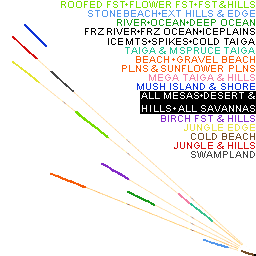 ROOFED FST•FLOWER FST•FST&HILLS
STONEBEACH•EXT HILLS & EDGE
RIVER•OCEAN•DEEP OCEAN
FRZ RIVER•FRZ OCEAN•ICEPLAINS
ICE MTS•SPIKES•COLD TAIGA
TAIGA & MSPRUCE TAIGA
BEACH•GRAVEL BEACH
PLNS & SUNFLOWER PLNS
MEGA TAIGA & HILLS
MUSH ISLAND & SHORE
ALL MESAS•DESERT &
HILLS•ALL SAVANNAS
BIRCH FST & HILLS
JUNGLE EDGE
COLD BEACH
JUNGLE & HILLS
SWAMPLAND